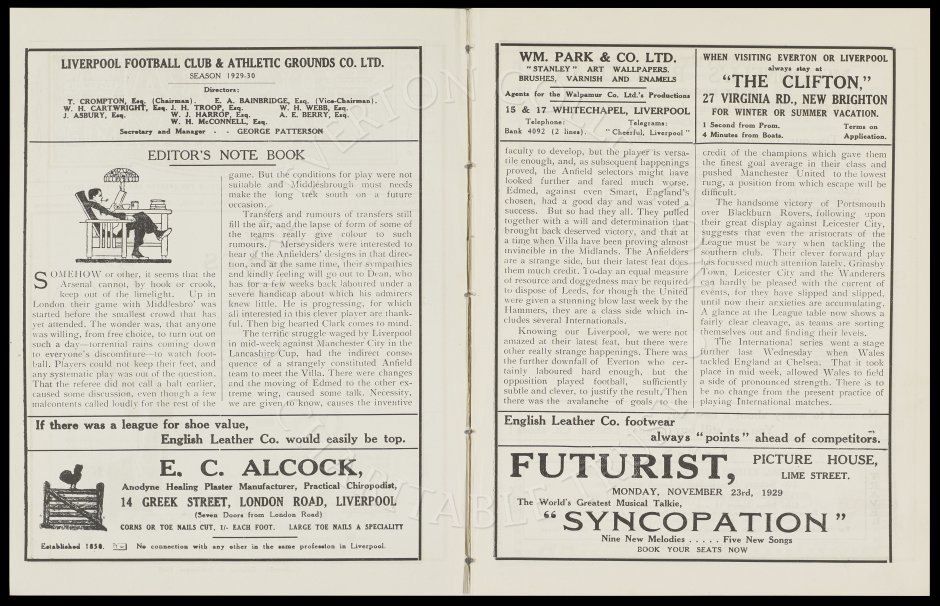 LIVERPOOL FOOTBALL CLUB & ATHLETIC GROUNDS CO. LTD.
SEASON 1929-30
Directors:
T. CROMPTON, Esq. (Chairman). E. A. BAINBRIDGE, Esq. (Vice-Chairman).
W. H. CARTWRIGHT, Esq. J. H. TROOP, Esq. W. H. WEBB, Esq.
J. ASBURY, Esq. W. J. HARROP, Esq. A. E. BERRY, Esq.
W. H. McCONNELL, Esq.
Secretary and Manager - - GEORGE PATTERSON
EDITOR'S NOTE BOOK
SOMEHOW or other, it seems that the
Arsenal cannot, by hook or crook,
keep out of the limelight. Up in
London their game with Middlesbro' was
started before the smallest crowd that has
yet attended. The wonder was, that anyone
was willing, from free choice, to turn out on
such a day—torrential rains coming down
to everyone's discomfiture—to watch foot-
ball. Players could not keep their feet, and
any systematic play was out of the question.
That the referee did not call a halt earlier,
caused some discussion, even though a few
malcontents called loudly for the rest of the
game. But the conditions for play were not
suitable and Middlesbrough must needs
make the long trek south on a future
occasion.
Transfers and rumours of transfers still
fill the air, and the lapse of form of some of
the teams really give colour to such
rumours. Merseysiders were interested to
hear of the Anfielders' designs in that direc-
tion, and at the same time, their sympathies
and kindly feeling will go out to Dean, who
has for a few weeks back laboured under a
severe handicap about which his admirers
knew little. He is progressing, for which
all interested in this clever player are thank-
ful. Then big hearted Clark comes to mind.
The terrific struggle waged by Liverpool
in mid-week against Manchester City in the
Lancashire Cup, had the indirect conse-
quence of a strangely constituted Anfield
team to meet the Villa. There were changes
and the moving of Edmed to the other ex-
treme wing, caused some talk. Necessity,
we are given to know, causes the inventive
If there was a league for shoe value,
English Leather Co. would easily be top.
E. C. ALCOCK,
Anodyne Healing Plaster Manufacturer, Practical Chiropodist,
14 GREEK STREET, LONDON ROAD, LIVERPOOL
(Seven Doors from London Road)
CORNS OR TOE NAILS CUT, 1/- EACH FOOT. LARGE TOE NAILS A SPECIALITY
Established 1850. No connection with any other in the same profession in Liverpool.
WM. PARK & CO. LTD.
"STANLEY" ART WALLPAPERS.
BRUSHES, VARNISH AND ENAMELS
Agents for the Walpamur Co. Ltd.'s Productions
15 & 17 WHITECHAPEL, LIVERPOOL
Telephone: Telegrams:
Bank 4092 (2 lines). "Cheerful, Liverpool"
WHEN VISITING EVERTON OR LIVERPOOL
always stay at
"THE CLIFTON,"
27 VIRGINIA RD., NEW BRIGHTON
FOR WINTER OR SUMMER VACATION.
1 Second from Prom. Terms on
4 Minutes from Boats. Application.
faculty to develop, but the player is versa-
tile enough, and, as subsequent happenings
proved, the Anfield selectors might have
looked further and fared much worse.
Edmed, against even Smart, England's
chosen, had a good day and was voted a
success. But so had they all. They pulled
together with a will and determination that
brought back deserved victory, and that at
a time when Villa have been proving almost
invincible in the Midlands. The Anfielders
are a strange side, but their latest feat does
them much credit. To-day an equal measure
of resource and doggedness may be required
to dispose of Leeds, for though the United
were given a stunning blow last week by the
Hammers, they are a class side which in-
cludes several Internationals.
Knowing our Liverpool, we were not
amazed at their latest feat, but there were
other really strange happenings. There was
the further downfall of Everton who cer-
tainly laboured hard enough, but the
opposition played football, sufficiently
subtle and clever, to justify the result. Then
there was the avalanche of goals to the
credit of the champions which gave them
the finest goal average in their class and
pushed Manchester United to the lowest
rung, a position from which escape will be
difficult.
The handsome victory of Portsmouth
over Blackburn Rovers, following upon
their great display against Leicester City,
suggests that even the aristocrats of the
League must be wary when tackling the
southern club. Their clever forward play
has focussed much attention lately. Grimsby
Town, Leicester City and the Wanderers
can hardly be pleased with the current of
events, for they have slipped and slipped,
until now their anxieties are accumulating.
A glance at the League table now shows a
fairly clear cleavage, as teams are sorting
themselves out and finding their levels.
The International series went a stage
further last Wednesday when Wales
tackled England at Chelsea. That it took
place in mid week, allowed Wales to field
a side of pronounced strength. There is to
be no change from the present practice of
playing International matches.
English Leather Co. footwear
always "points" ahead of competitors.
FUTURIST, PICTURE HOUSE,
LIME STREET.
MONDAY, NOVEMBER 23rd, 1929
The World's Greatest Musical Talkie,
"SYNCOPATION"
Nine New Melodies . . . . . Five New Songs
BOOK YOUR SEATS NOW